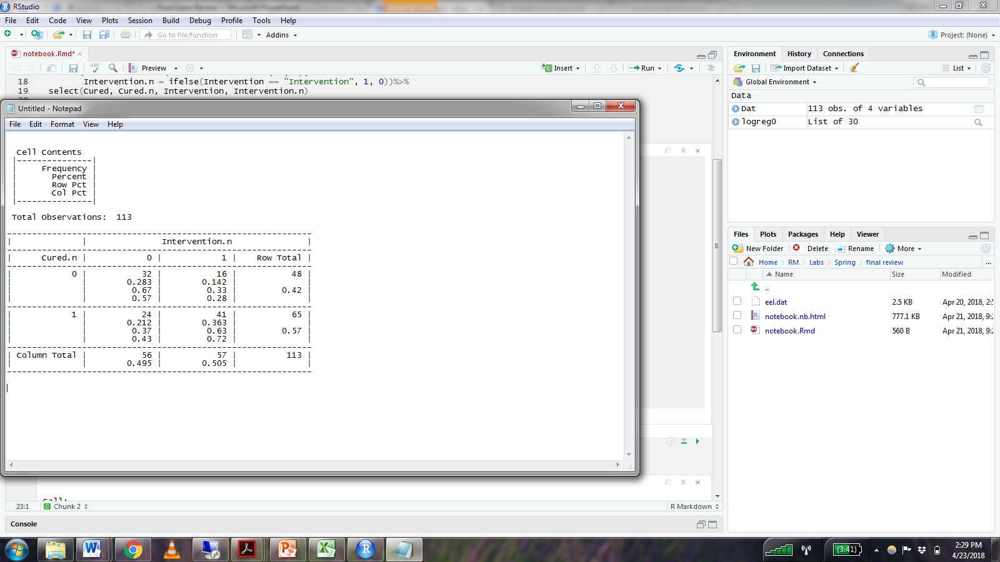 RStudio
File Edit Code View Plots Session Build Debug Profile Tools Help
Go to file/function Addins Project: (None)
notebook.Rmd*
ABC Preview Insert Run
18 Intervention.n = ifelse(Intervention == "Intervention", 1, 0))%>%
19 select(Cured, Cured.n, Intervention, Intervention.n)
Untitled - Notepad
File Edit Format View Help
Cell Contents
|---------------|
| Frequency |
| Percent |
| Row Pct |
| Col Pct |
|---------------|
Total Observations: 113
| | Intervention.n |
| Cured.n | 0 | 1 | Row Total |
| 0 | 32 | 16 | 48 |
| | 0.283 | 0.142 | |
| | 0.67 | 0.33 | 0.42 |
| | 0.57 | 0.28 | |
| 1 | 24 | 41 | 65 |
| | 0.212 | 0.363 | |
| | 0.37 | 0.63 | 0.57 |
| | 0.43 | 0.72 | |
| Column Total | 56 | 57 | 113 |
| | 0.495 | 0.505 | |
23:1 C Chunk 2 R Markdown
Console
Environment History Connections
Import Dataset List
Global Environment
Data
Dat 113 obs. of 4 variables
logreg0 List of 30
Files Plots Packages Help Viewer
New Folder Delete Rename More
Home RM Labs Spring final review ...
Name Size Modified
..
eel.dat 2.5 KB Apr 20, 2018, 2:5
notebook.nb.html 777.1 KB Apr 21, 2018, 9:2
notebook.Rmd 560 B Apr 21, 2018, 9:2
(3:41) 2:29 PM
4/23/2018